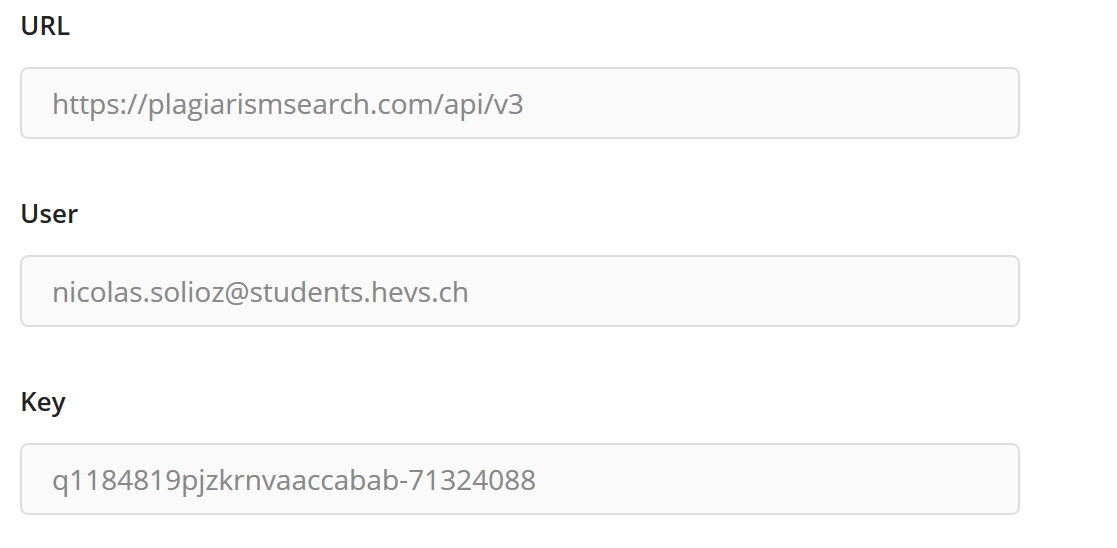 URL
https://plagiarismsearch.com/api/v3
User
nicolas.solioz@students.hevs.ch
Key
q1184819pjzkrnvaaccabab-71324088